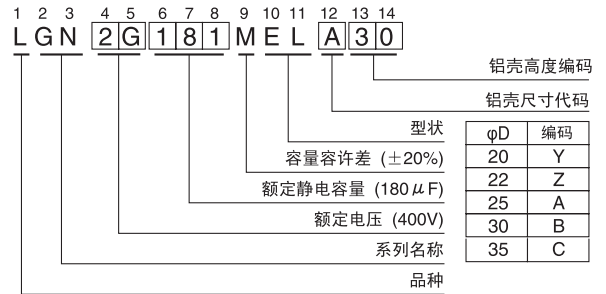 1 2 3 4 5 6 7 8 9 10 11 12 13 14
L G N 2 G 1 8 1 M E L A 3 0
铝壳高度编码
铝壳尺寸代码
型状
容量容许差 (±20%)
额定静电容量 (180μF)
额定电压 (400V)
系列名称
品种
φD 编码
20 Y
22 Z
25 A
30 B
35 C